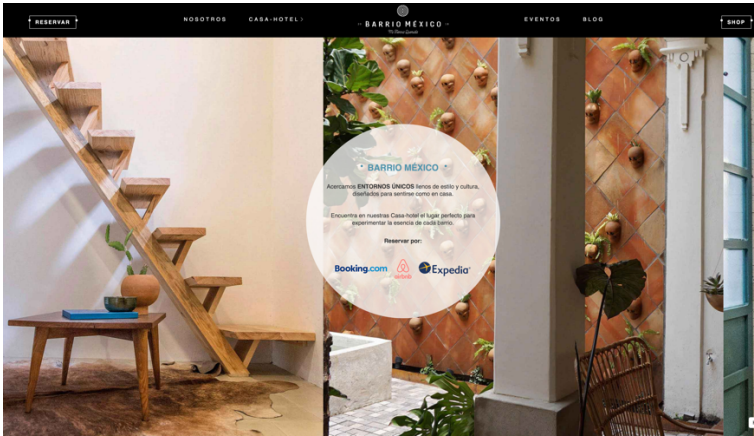 RESERVAR
NOSOTROS
CASA-HOTEL
BARRIO MÉXICO
EVENTOS
BLOG
SHOP
BARRIO MÉXICO
Acercamos ENTORNOS ÚNICOS llenos de estilo y cultura,
diseñados para sentirse como en casa.
Encuentra en nuestras Casa-hotel el lugar perfecto para
experimentar la esencia de cada barrio.
Reservar por:
Booking.com
airbnb
Expedia